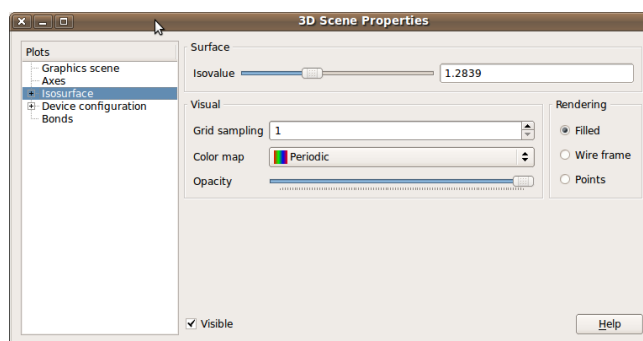 3D Scene Properties
Plots
Graphics scene
Axes
Isosurface
Device configuration
Bonds
Surface
Isovalue 1.2839
Visual
Grid sampling 1
Color map Periodic
Opacity
Rendering
Filled
Wire frame
Points
Visible
Help